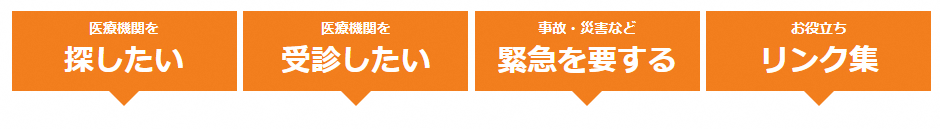 医療機関を
探したい
医療機関を
受診したい
事故・災害など
緊急を要する
お役立ち
リンク集